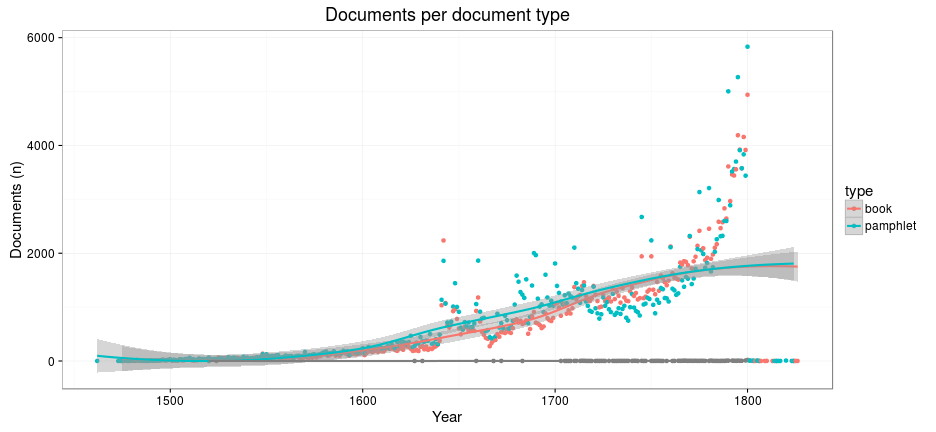 Documents per document type
6000
4000
2000
0
Documents (n)
1500
1600
1700
1800
Year
type
book
pamphlet